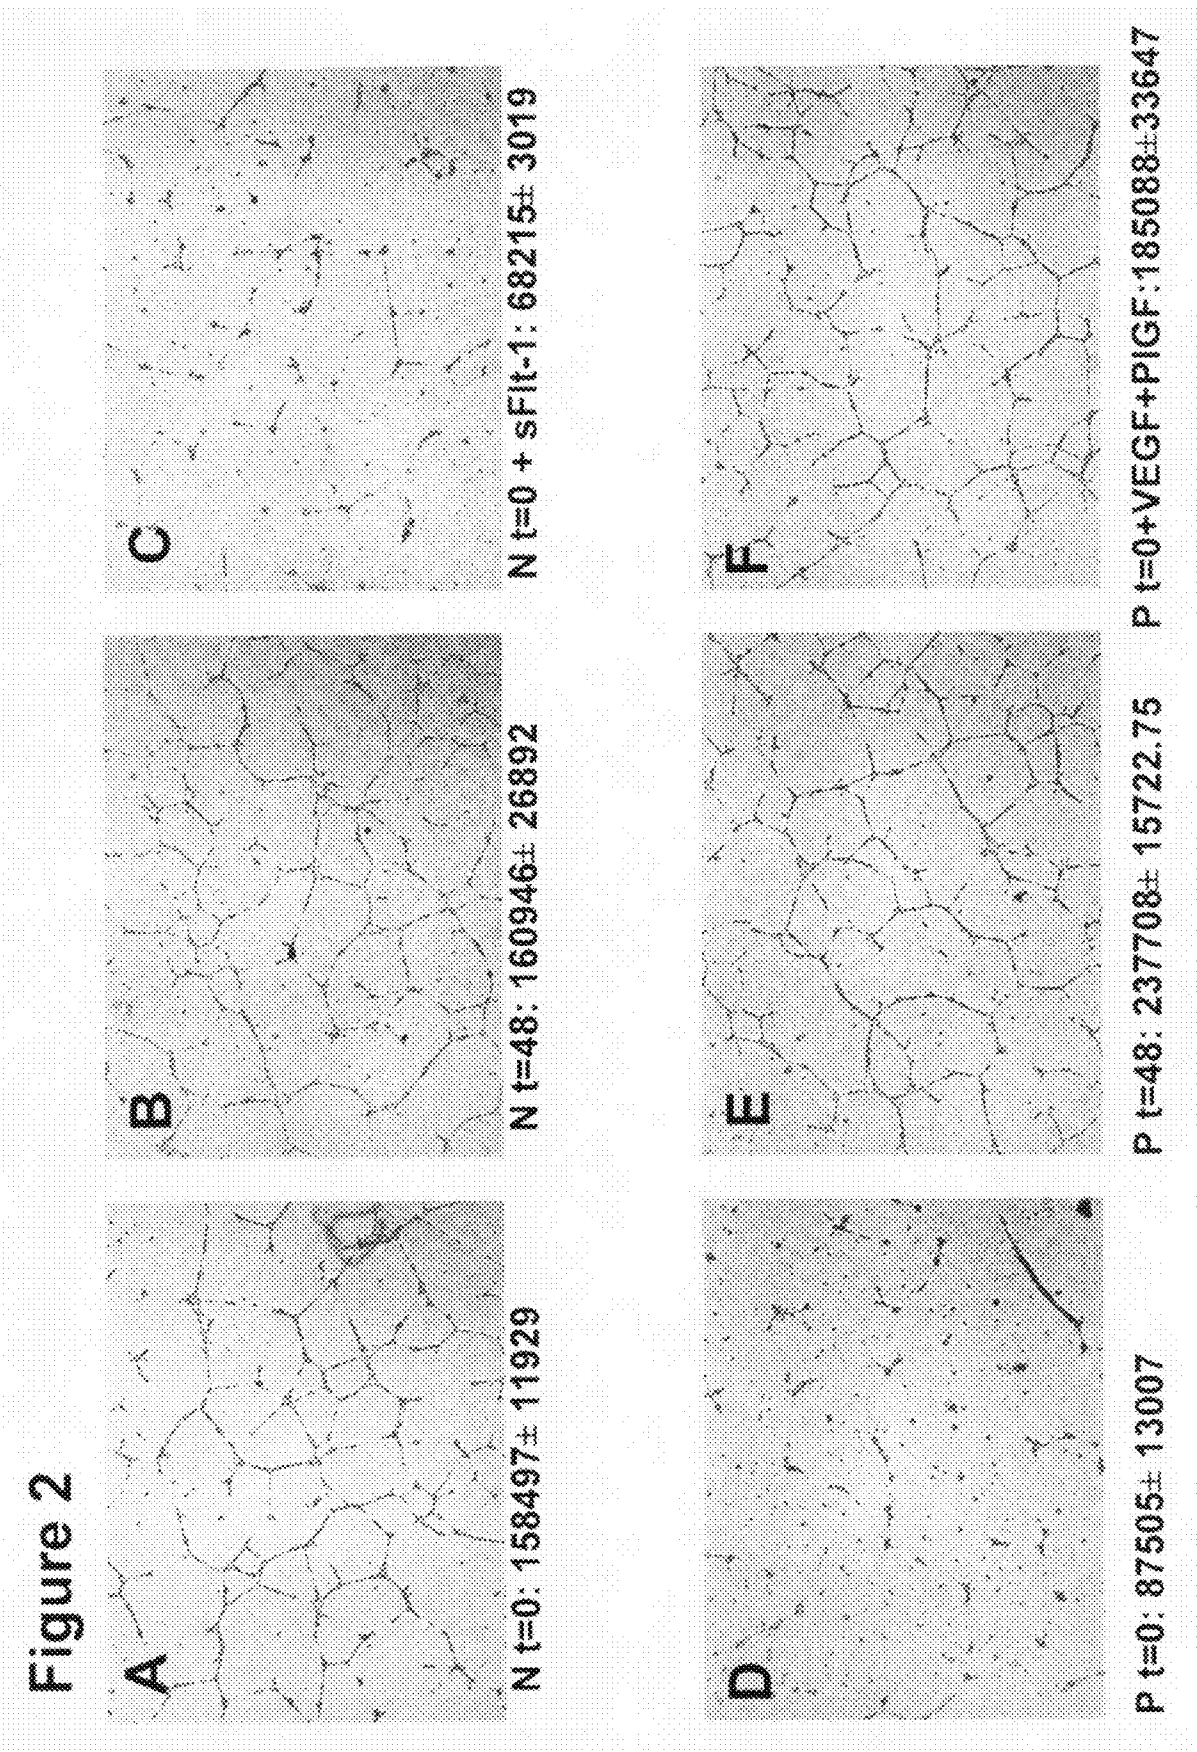 Figure 2
A
B
C
N t=0: 158497± 11929
N t=48: 160946± 26892
N t=0 + sFlt-1: 68215± 3019
D
E
F
P t=0: 87505± 13007
P t=48: 237708± 15722.75
P t=0+VEGF+PlGF:185088±33647